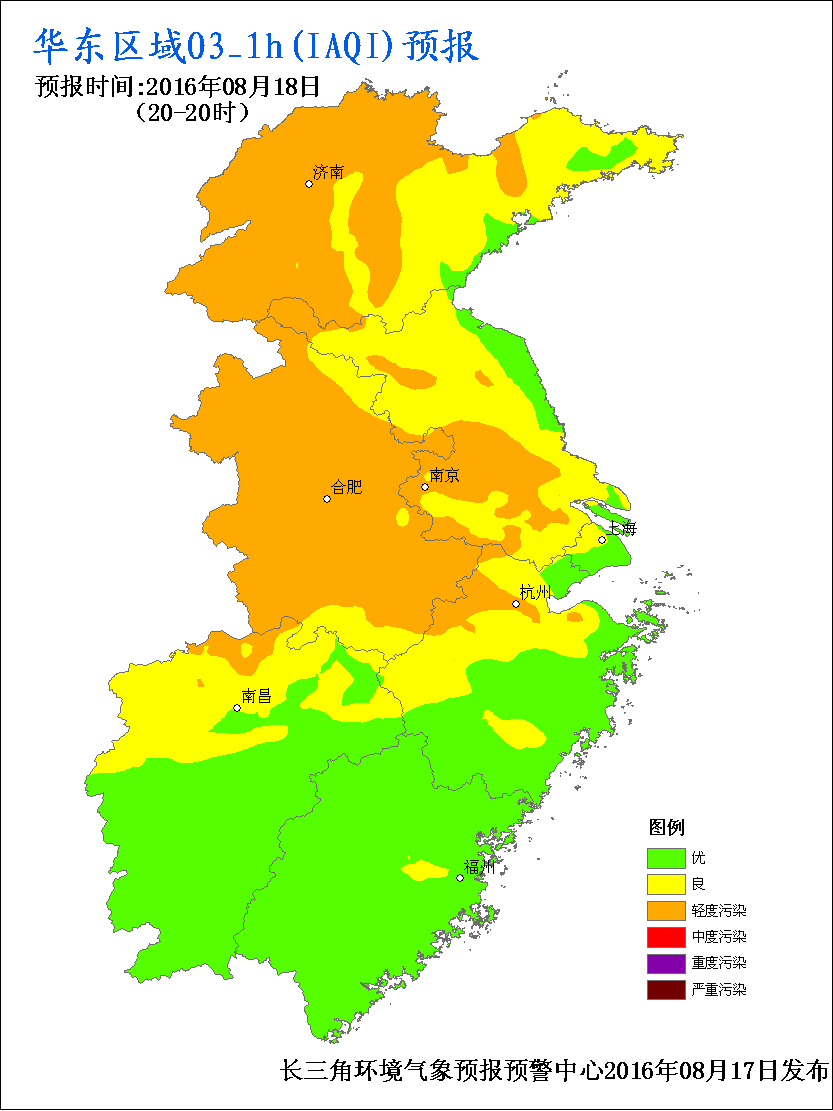 华东区域O3_1h(IAQI)预报
预报时间:2016年08月18日
(20-20时)
济南
南京
合肥
上海
杭州
南昌
福州
图例
优
良
轻度污染
中度污染
重度污染
严重污染
长三角环境气象预报预警中心2016年08月17日发布